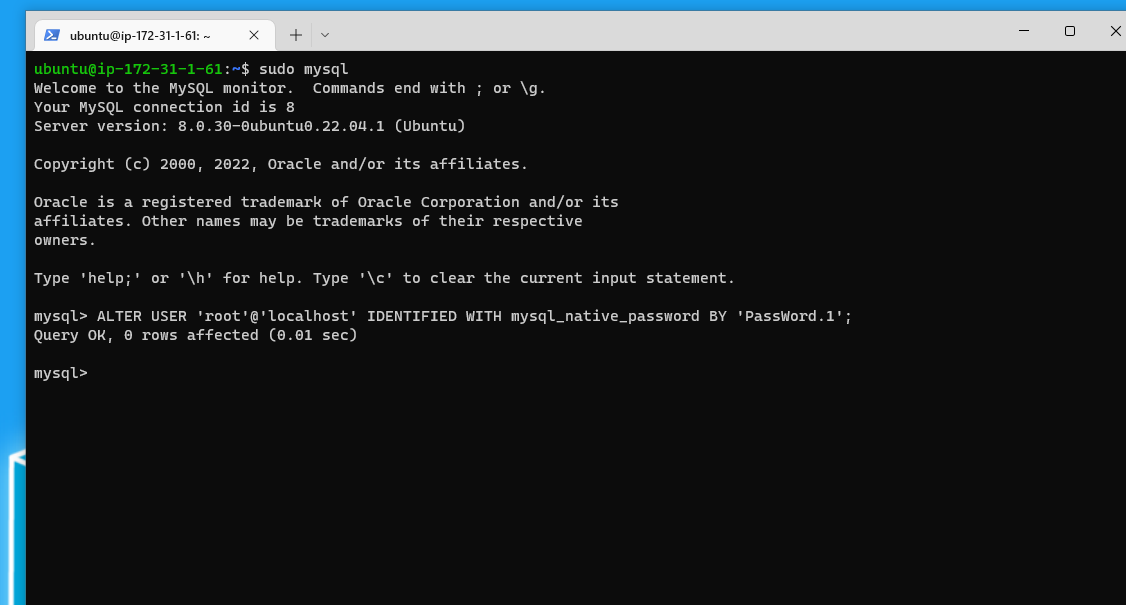 ubuntu@ip-172-31-1-61: ~
ubuntu@ip-172-31-1-61:~$ sudo mysql
Welcome to the MySQL monitor.  Commands end with ; or \g.
Your MySQL connection id is 8
Server version: 8.0.30-0ubuntu0.22.04.1 (Ubuntu)
Copyright (c) 2000, 2022, Oracle and/or its affiliates.
Oracle is a registered trademark of Oracle Corporation and/or its
affiliates. Other names may be trademarks of their respective
owners.
Type 'help;' or '\h' for help. Type '\c' to clear the current input statement.
mysql> ALTER USER 'root'@'localhost' IDENTIFIED WITH mysql_native_password BY 'PassWord.1';
Query OK, 0 rows affected (0.01 sec)
mysql>